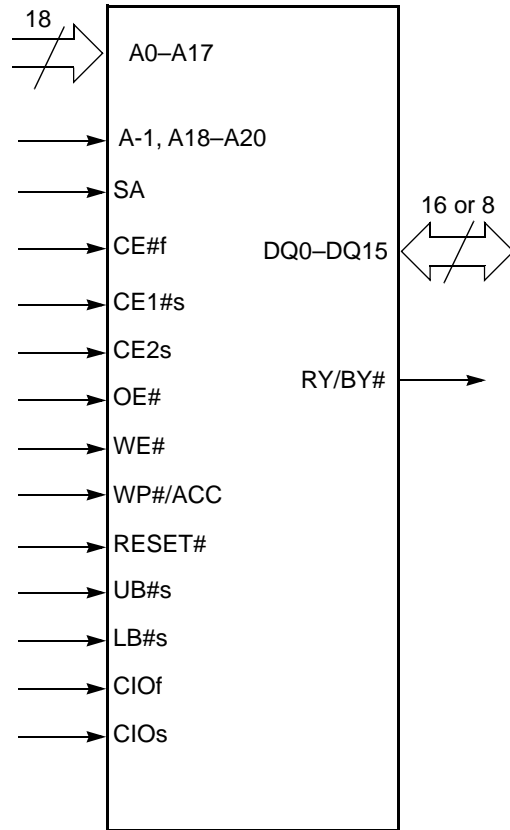 18
A0–A17
A-1, A18–A20
SA
16 or 8
CE#f
DQ0–DQ15
CE1#s
CE2s
RY/BY#
OE#
WE#
WP#/ACC
RESET#
UB#s
LB#s
CIOf
CIOs